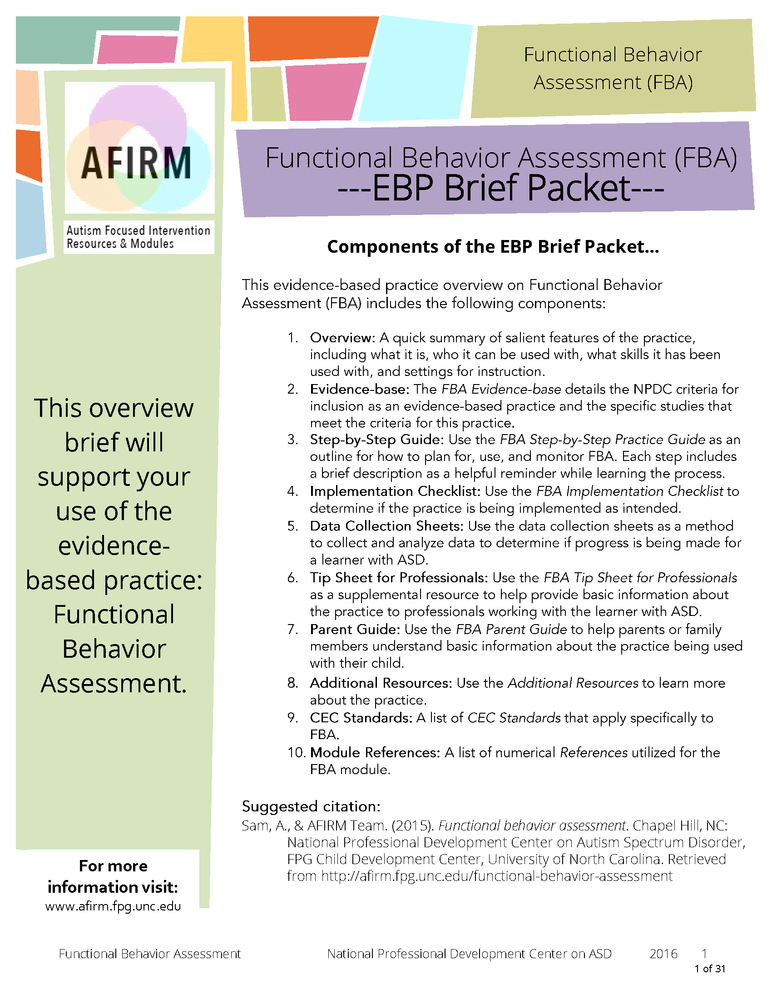 Functional Behavior
Assessment (FBA)
AFIRM
Autism Focused Intervention
Resources & Modules
Functional Behavior Assessment (FBA)
---EBP Brief Packet---
This overview
brief will
support your
use of the
evidence-
based practice:
Functional
Behavior
Assessment.
For more
information visit:
www.afirm.fpg.unc.edu
Components of the EBP Brief Packet...
This evidence-based practice overview on Functional Behavior
Assessment (FBA) includes the following components:
1. Overview: A quick summary of salient features of the practice,
including what it is, who it can be used with, what skills it has been
used with, and settings for instruction.
2. Evidence-base: The FBA Evidence-base details the NPDC criteria for
inclusion as an evidence-based practice and the specific studies that
meet the criteria for this practice.
3. Step-by-Step Guide: Use the FBA Step-by-Step Practice Guide as an
outline for how to plan for, use, and monitor FBA. Each step includes
a brief description as a helpful reminder while learning the process.
4. Implementation Checklist: Use the FBA Implementation Checklist to
determine if the practice is being implemented as intended.
5. Data Collection Sheets: Use the data collection sheets as a method
to collect and analyze data to determine if progress is being made for
a learner with ASD.
6. Tip Sheet for Professionals: Use the FBA Tip Sheet for Professionals
as a supplemental resource to help provide basic information about
the practice to professionals working with the learner with ASD.
7. Parent Guide: Use the FBA Parent Guide to help parents or family
members understand basic information about the practice being used
with their child.
8. Additional Resources: Use the Additional Resources to learn more
about the practice.
9. CEC Standards: A list of CEC Standards that apply specifically to
FBA.
10. Module References: A list of numerical References utilized for the
FBA module.
Suggested citation:
Sam, A., & AFIRM Team. (2015). Functional behavior assessment. Chapel Hill, NC:
National Professional Development Center on Autism Spectrum Disorder,
FPG Child Development Center, University of North Carolina. Retrieved
from http://afirm.fpg.unc.edu/functional-behavior-assessment
Functional Behavior Assessment National Professional Development Center on ASD 2016 1
1 of 31